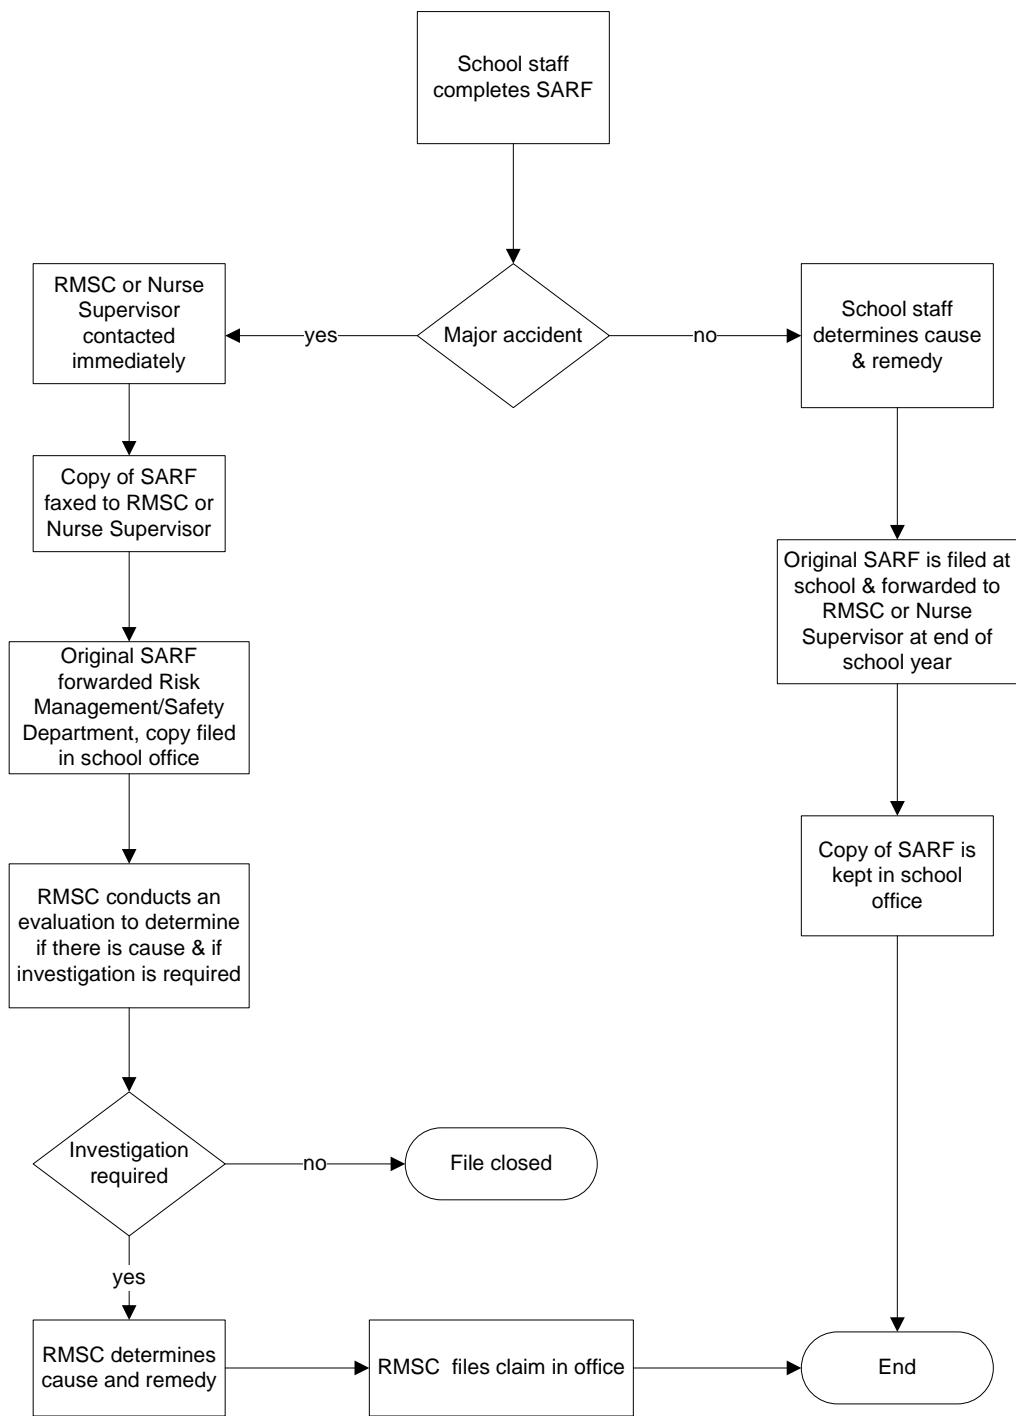 School staff
completes SARF
RMSC or Nurse
Supervisor
contacted
immediately
yes
Major accident
no
School staff
determines cause
& remedy
Copy of SARF
faxed to RMSC or
Nurse Supervisor
Original SARF is filed at
school & forwarded to
RMSC or Nurse
Supervisor at end of
school year
Original SARF
forwarded Risk
Management/Safety
Department, copy filed
in school office
Copy of SARF is
kept in school
office
RMSC conducts an
evaluation to determine
if there is cause & if
investigation is required
Investigation
required
no
File closed
yes
RMSC determines
cause and remedy
RMSC files claim in office
End